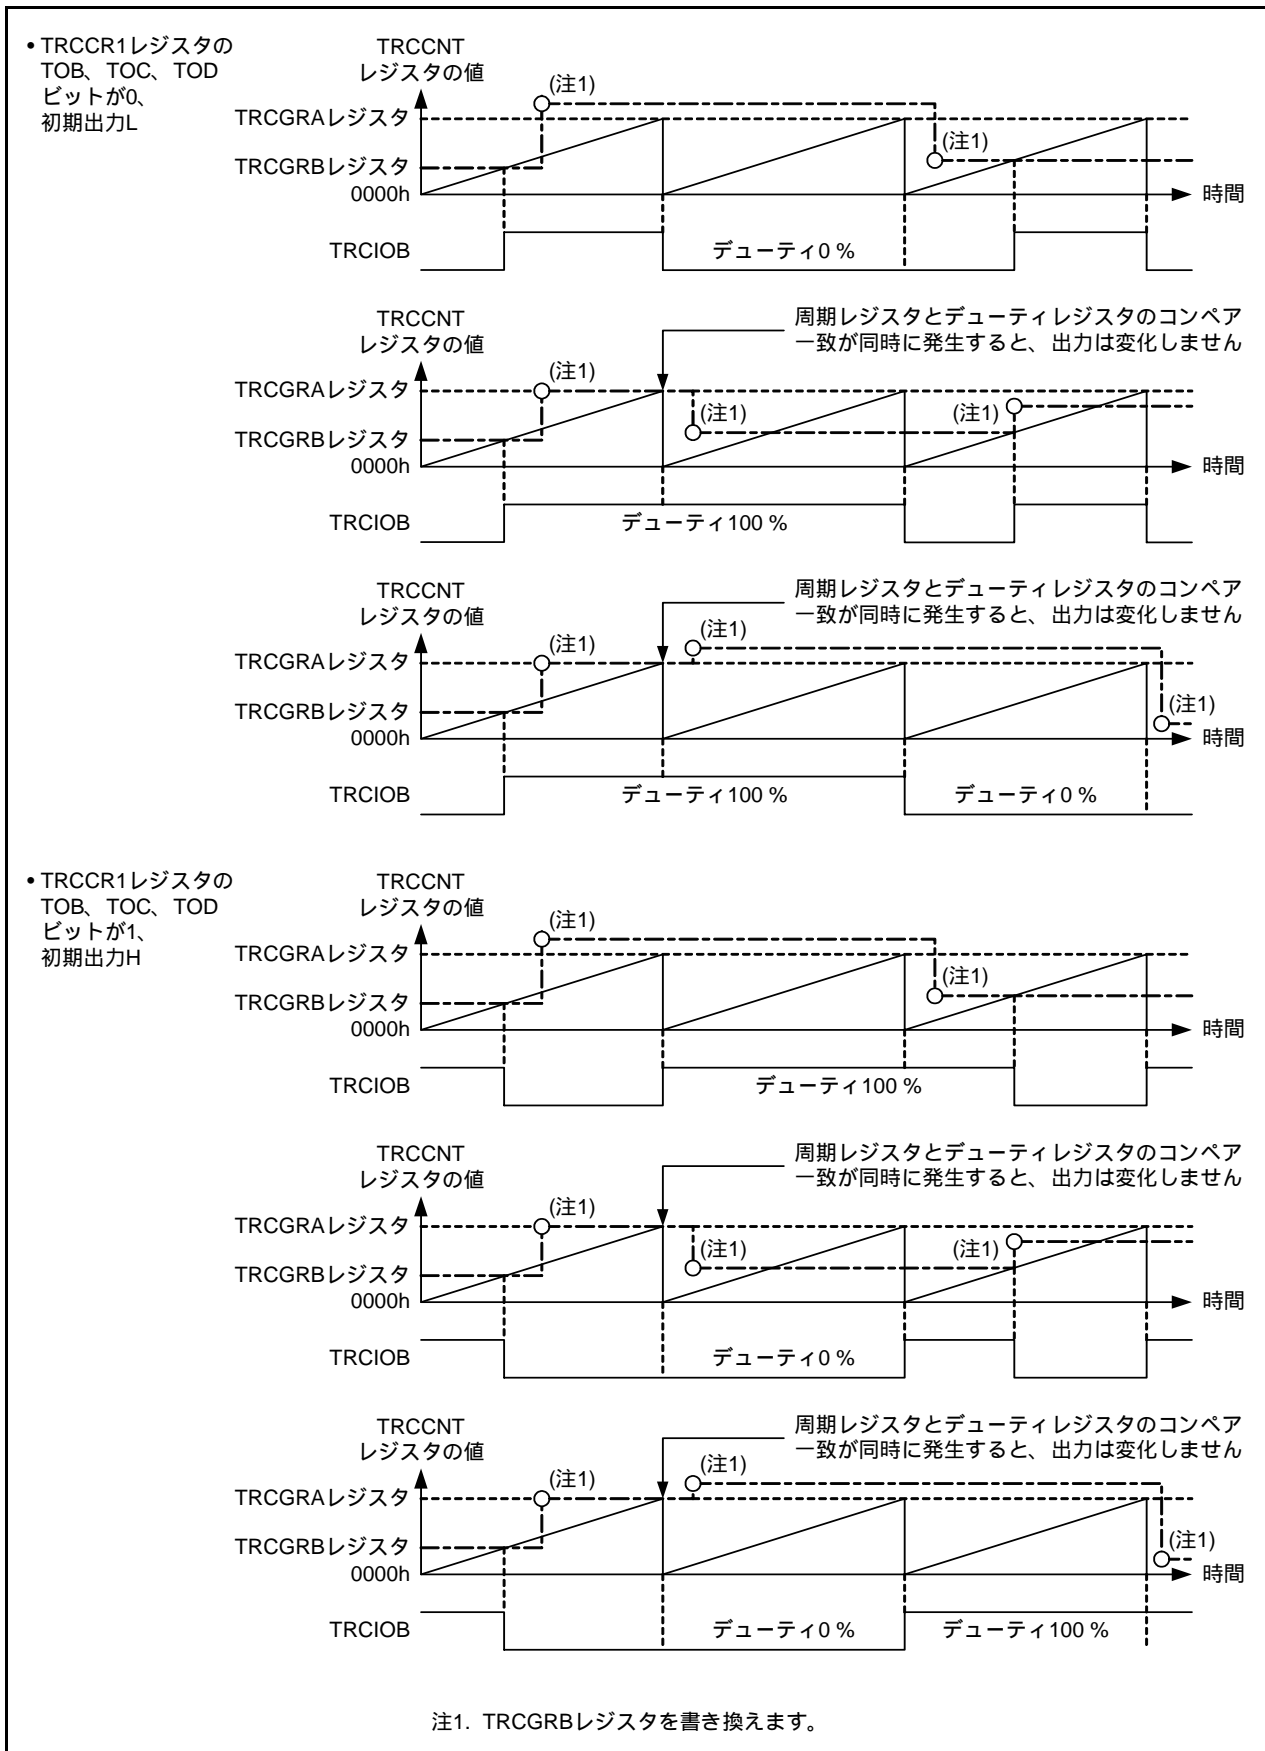 • TRCCR1レジスタの
TOB、TOC、TOD
ビットが0、
初期出力L
TRCCNT
レジスタの値
(注1)
TRCGRAレジスタ
(注1)
TRCGRBレジスタ
0000h
時間
TRCIOB
デューティ0 %
TRCCNT
レジスタの値
周期レジスタとデューティレジスタのコンペア
一致が同時に発生すると、出力は変化しません
(注1)
TRCGRAレジスタ
(注1)
(注1)
TRCGRBレジスタ
0000h
時間
TRCIOB
デューティ100 %
TRCCNT
レジスタの値
周期レジスタとデューティレジスタのコンペア
一致が同時に発生すると、出力は変化しません
(注1)
(注1)
TRCGRAレジスタ
TRCGRBレジスタ
(注1)
0000h
時間
TRCIOB
デューティ100 %
デューティ0 %
• TRCCR1レジスタの
TOB、TOC、TOD
ビットが1、
初期出力H
TRCCNT
レジスタの値
(注1)
TRCGRAレジスタ
(注1)
TRCGRBレジスタ
0000h
時間
TRCIOB
デューティ100 %
TRCCNT
レジスタの値
周期レジスタとデューティレジスタのコンペア
一致が同時に発生すると、出力は変化しません
(注1)
TRCGRAレジスタ
(注1)
(注1)
TRCGRBレジスタ
0000h
時間
TRCIOB
デューティ0 %
TRCCNT
レジスタの値
周期レジスタとデューティレジスタのコンペア
一致が同時に発生すると、出力は変化しません
(注1)
(注1)
TRCGRAレジスタ
TRCGRBレジスタ
(注1)
0000h
時間
TRCIOB
デューティ0 %
デューティ100 %
注1. TRCGRBレジスタを書き換えます。